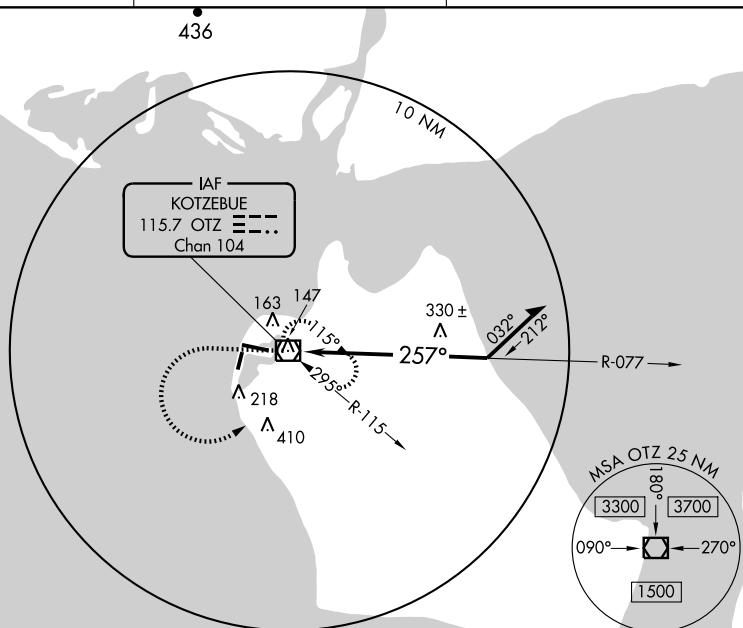 436
10 NM
IAF
KOTZEBUE
115.7 OTZ
Chan 104
163
147
330 ±
115°
032°
212°
257°
R-077
295°
R-115
218
410
MSA OTZ 25 NM
180°
3300
3700
090°
270°
1500